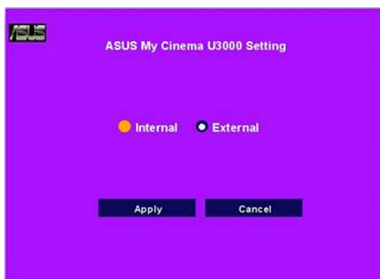 ASUS
ASUS My Cinema U3000 Setting
Internal External
Apply Cancel